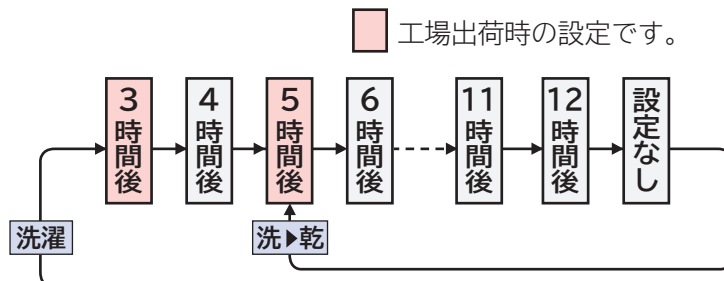 工場出荷時の設定です。
3時間後
4時間後
5時間後
6時間後
11時間後
12時間後
設定なし
洗濯
洗▶乾